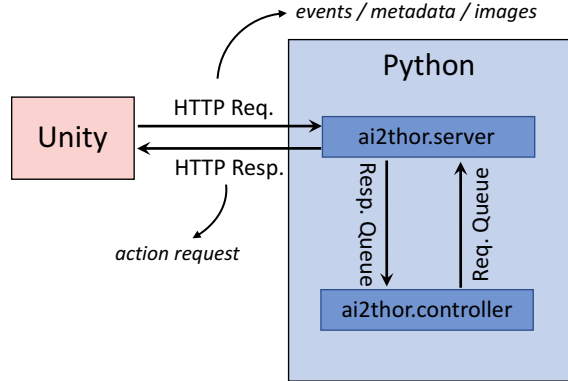 events / metadata / images
Python
HTTP Req.
Unity
ai2thor.server
HTTP Resp.
Resp. Queue
Req. Queue
action request
ai2thor.controller